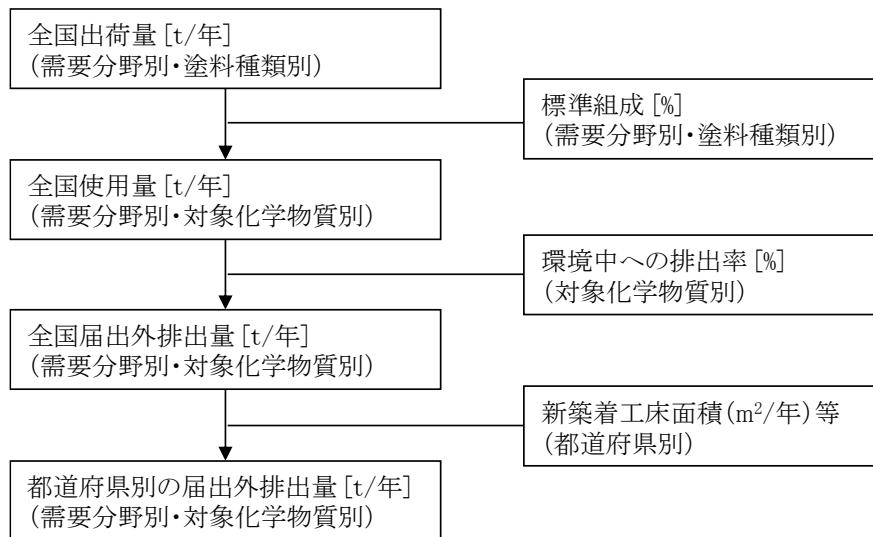 全国出荷量[t/年]
(需要分野別・塗料種類別)
標準組成[%]
(需要分野別・塗料種類別)
全国使用量[t/年]
(需要分野別・対象化学物質別)
環境中への排出率[%]
(対象化学物質別)
全国届出外排出量[t/年]
(需要分野別・対象化学物質別)
新築着工床面積(m²/年)等
(都道府県別)
都道府県別の届出外排出量[t/年]
(需要分野別・対象化学物質別)